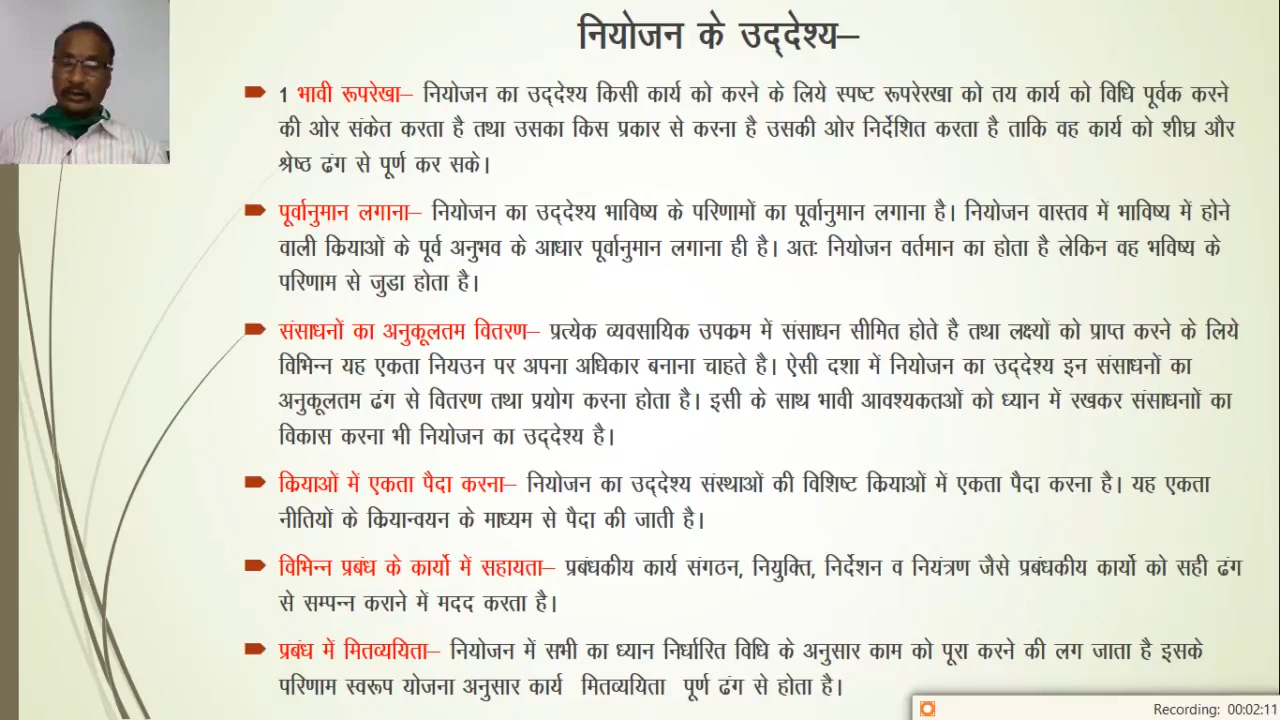 नियोजन के उद्देश्य–
1 भावी रूपरेखा– नियोजन का उद्देश्य किसी कार्य को करने के लिये स्पष्ट रूपरेरखा को तय कार्य को विधि पूर्वक करने
की ओर संकेत करता है तथा उसका किस प्रकार से करना है उसकी ओर निर्देशित करता है ताकि वह कार्य को शीघ्र और
श्रेष्ठ ढंग से पूर्ण कर सके।
पूर्वानुमान लगाना– नियोजन का उद्देश्य भाविष्य के परिणामों का पूर्वानुमान लगाना है। नियोजन वास्तव में भाविष्य में होने
वाली कियाओं के पूर्व अनुभव के आधार पूर्वानुमान लगाना ही है। अतः नियोजन वर्तमान का होता है लेकिन वह भविष्य के
परिणाम से जुडा होता है।
संसाधनों का अनुकूलतम वितरण– प्रत्येक व्यवसायिक उपकम में संसाधन सीमित होते है तथा लक्ष्यों को प्राप्त करने के लिये
विभिन्न यह एकता नियउन पर अपना अधिकार बनाना चाहते है। ऐसी दशा में नियोजन का उद्देश्य इन संसाधनों का
अनुकूलतम ढंग से वितरण तथा प्रयोग करना होता है। इसी के साथ भावी आवश्यकतओं को ध्यान में रखकर संसाधनाों का
विकास करना भी नियोजन का उद्देश्य है।
कियाओं में एकता पैदा करना– नियोजन का उद्देश्य संस्थाओं की विशिष्ट कियाओं में एकता पैदा करना है। यह एकता
नीतियों के कियान्वयन के माध्यम से पैदा की जाती है।
विभिन्न प्रबंध के कार्यो में सहायता– प्रबंधकीय कार्य संगठन, नियुक्ति, निर्देशन व नियंत्रण जैसे प्रबंधकीय कार्यो को सही ढंग
से सम्पन्न कराने में मदद करता है।
प्रबंध में मितव्ययिता– नियोजन में सभी का ध्यान निर्धारित विधि के अनुसार काम को पूरा करने की लग जाता है इसके
परिणाम स्वरूप योजना अनुसार कार्य मितव्ययिता पूर्ण ढंग से होता है।
Recording: 00:02:11